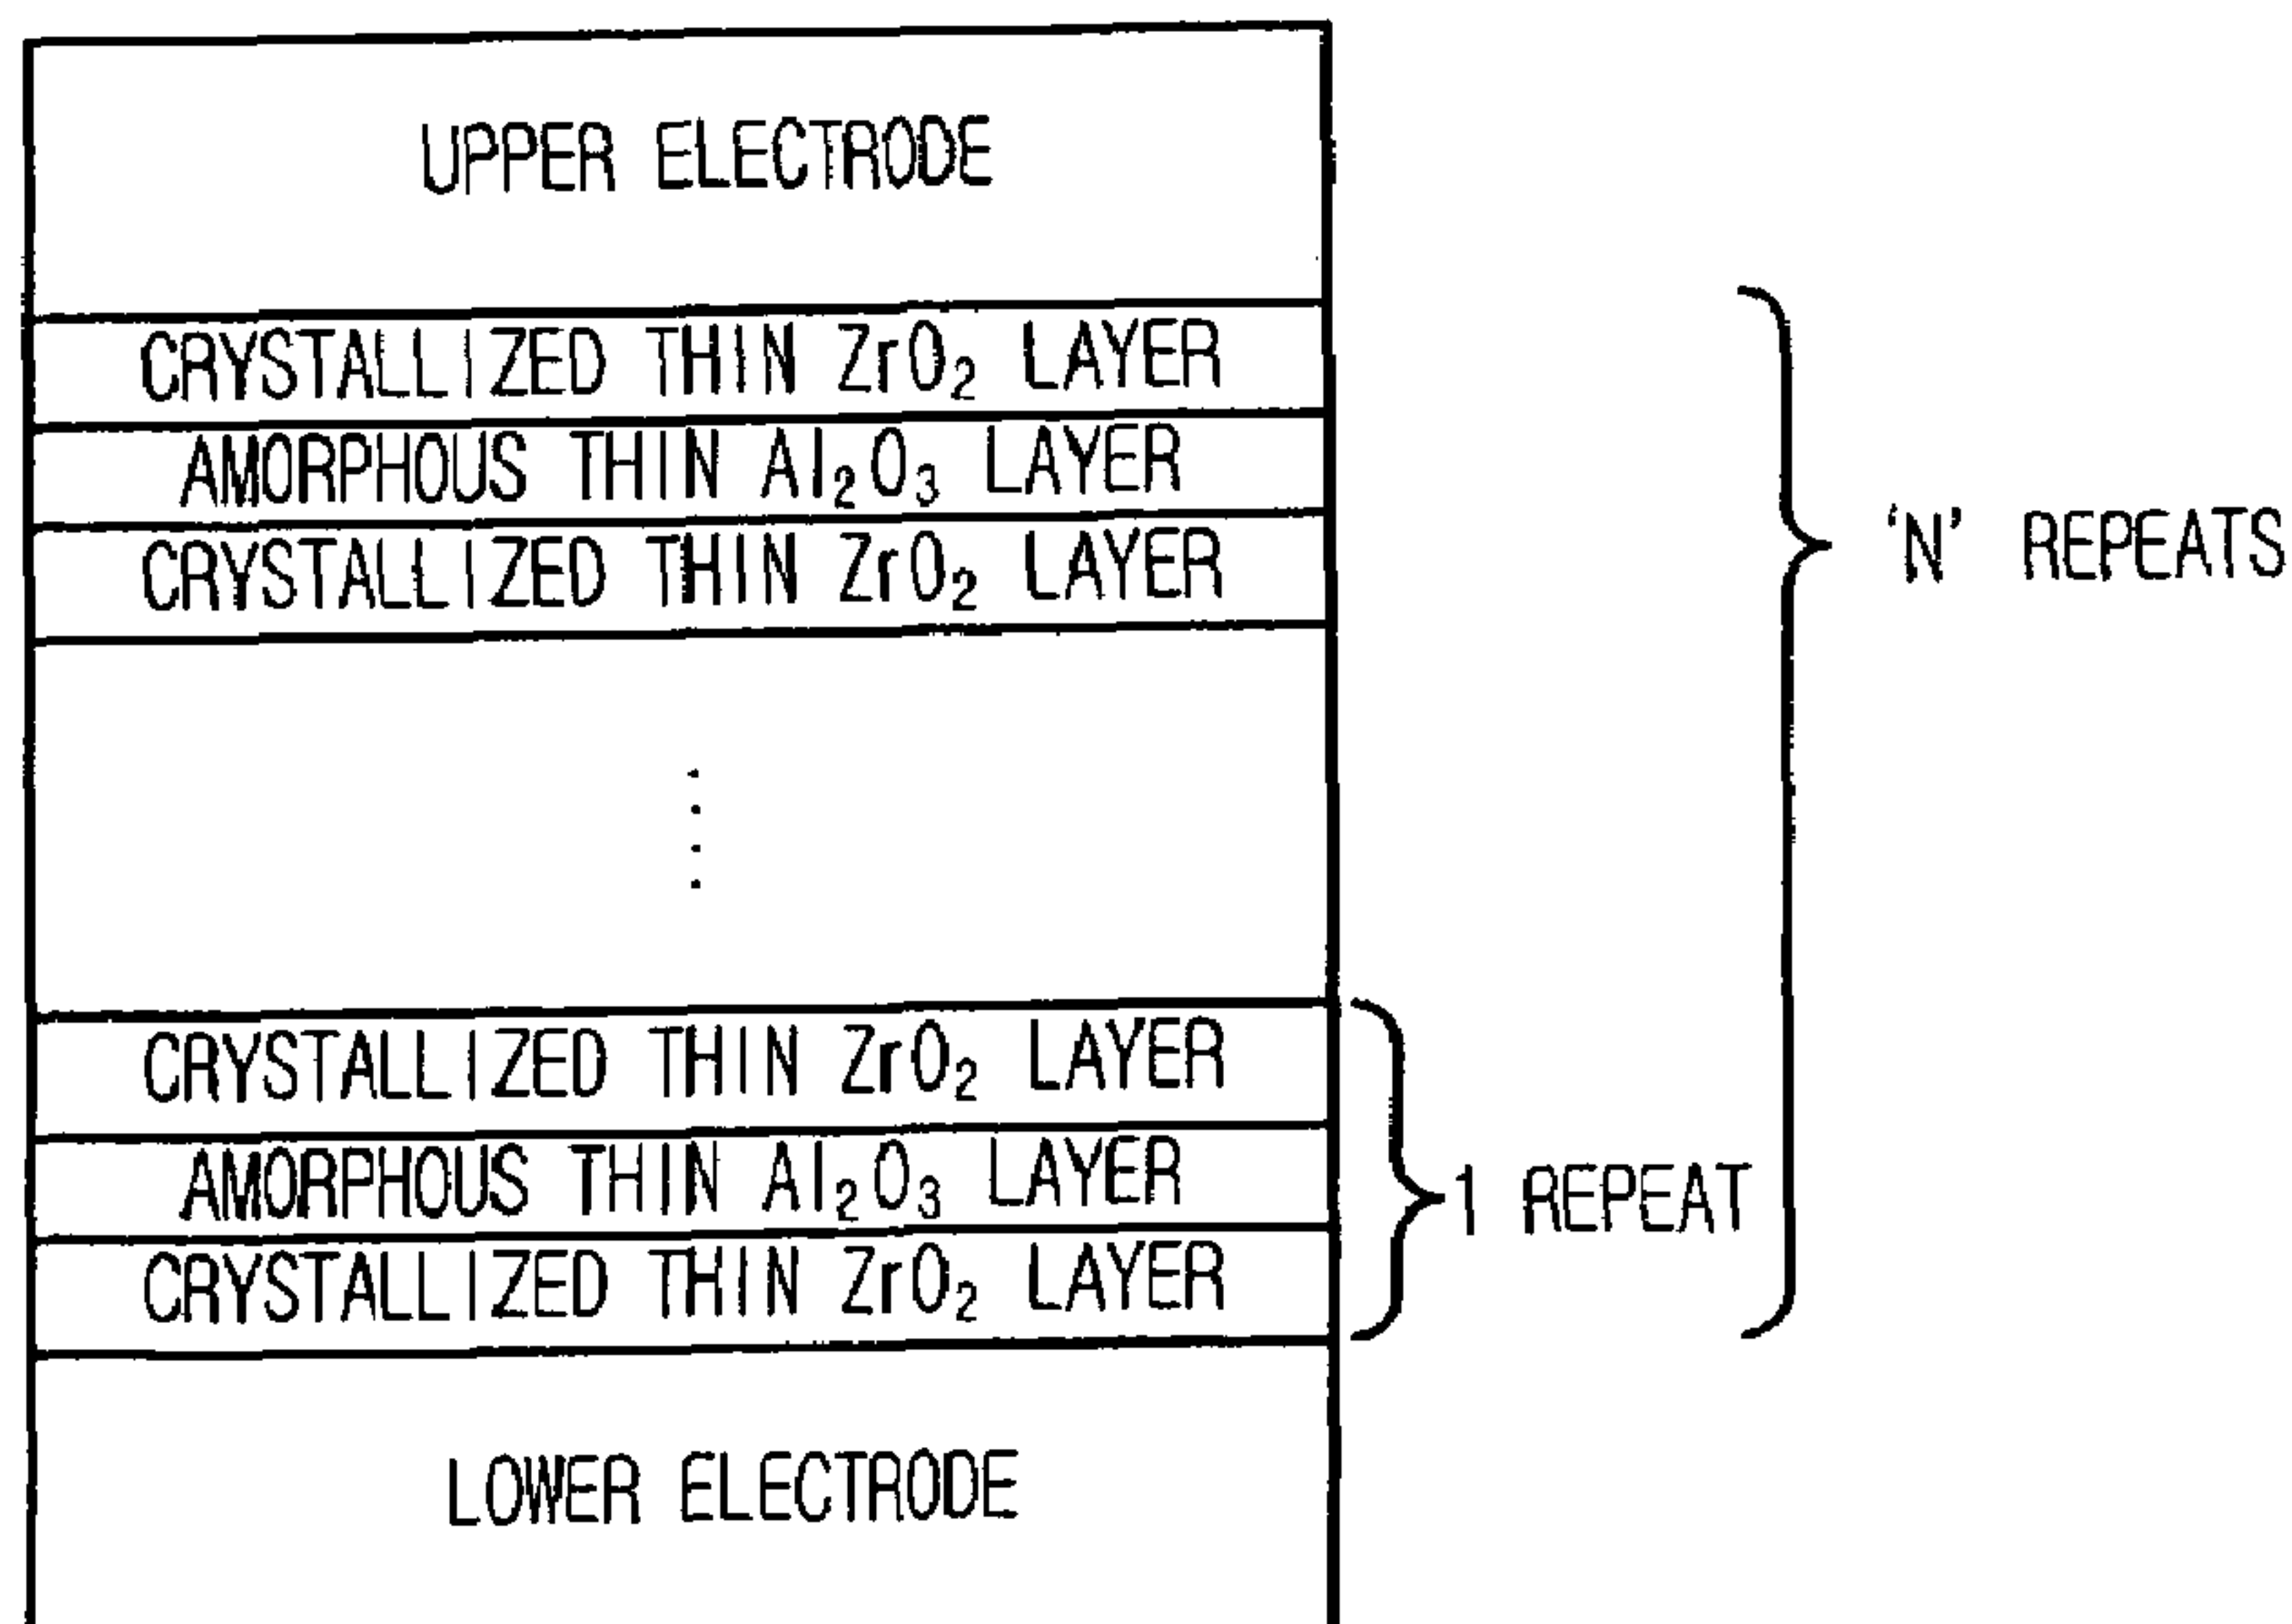 UPPER ELECTRODE
CRYSTALLIZED THIN ZrO₂ LAYER
AMORPHOUS THIN Al₂O₃ LAYER
CRYSTALLIZED THIN ZrO₂ LAYER
'N' REPEATS
CRYSTALLIZED THIN ZrO₂ LAYER
AMORPHOUS THIN Al₂O₃ LAYER
CRYSTALLIZED THIN ZrO₂ LAYER
1 REPEAT
LOWER ELECTRODE